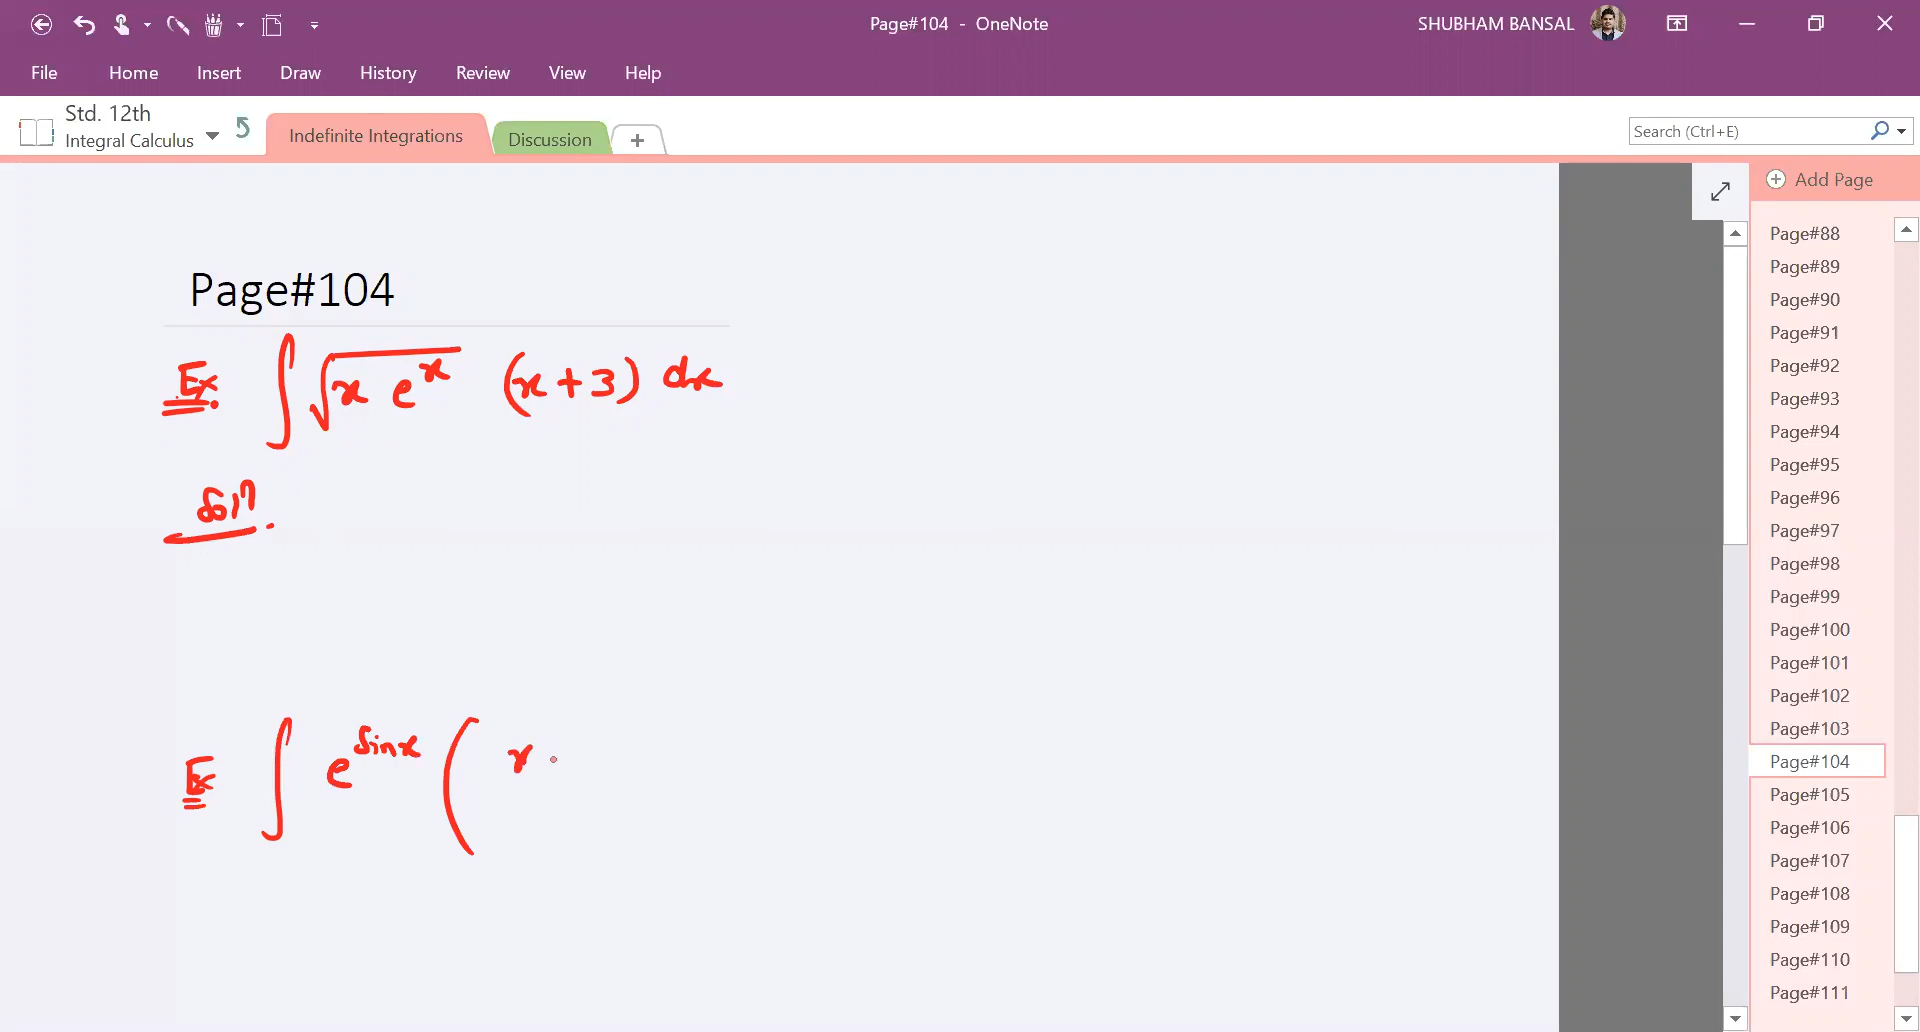 Page#104 - OneNote
SHUBHAM BANSAL
File Home Insert Draw History Review View Help
Std. 12th
Integral Calculus
Indefinite Integrations
Discussion
+
Search (Ctrl+E)
Add Page
Page#104
Ex. ∫ √(x e^x) (x+3) dx
Sol^n.
Ex ∫ e^sinx ( x
Page#88
Page#89
Page#90
Page#91
Page#92
Page#93
Page#94
Page#95
Page#96
Page#97
Page#98
Page#99
Page#100
Page#101
Page#102
Page#103
Page#104
Page#105
Page#106
Page#107
Page#108
Page#109
Page#110
Page#111